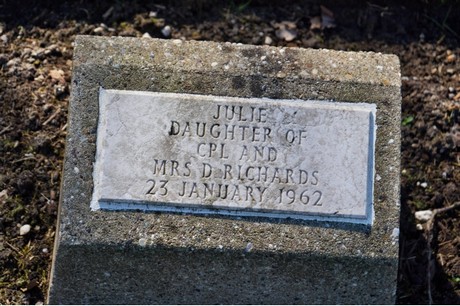 JULIE
DAUGHTER OF
CPL AND
MRS D RICHARDS
23 JANUARY 1962